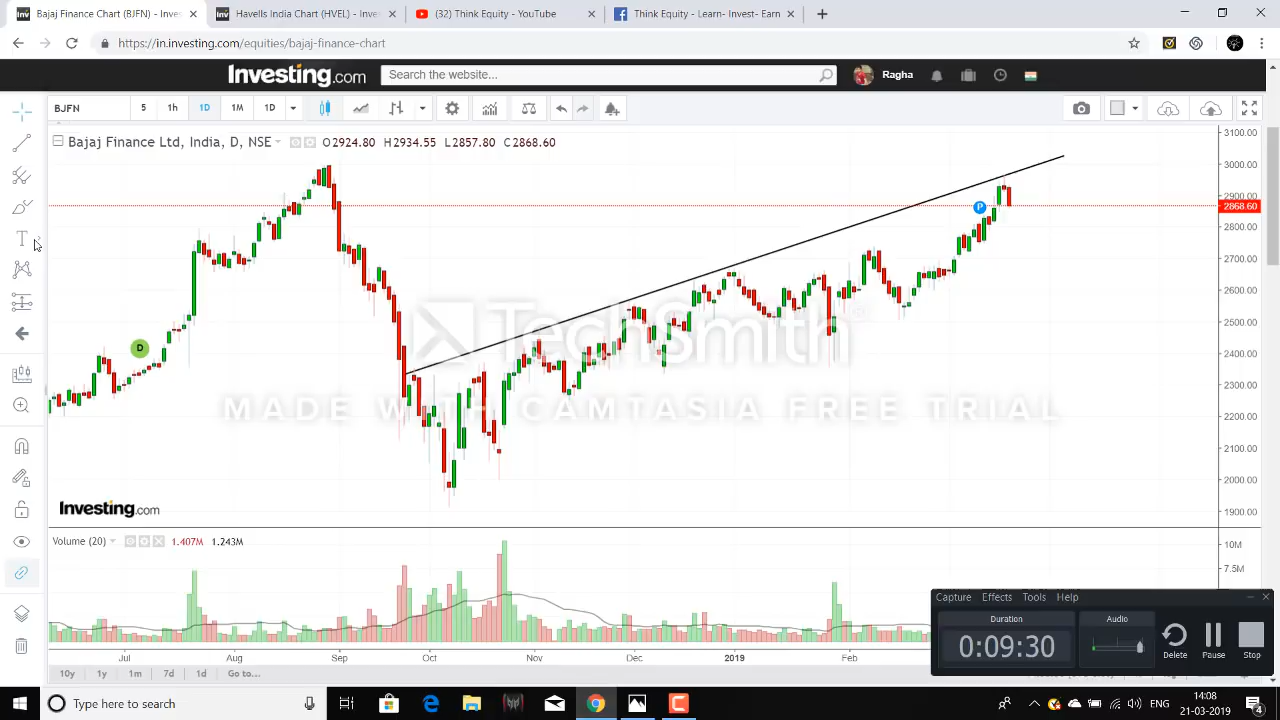 Bajaj Finance Chart (BJFN) - Inves
Havells India Chart (HVEL) - Inves
(32) Think Equity - YouTube
Think Equity - Learn- Invest- Earn
https://in.investing.com/equities/bajaj-finance-chart
Investing.com
Search the website...
Ragha
BJFN
5
1h
1D
1M
1D
Bajaj Finance Ltd, India, D, NSE
O2924.80 H2934.55 L2857.80 C2868.60
3100.00
3000.00
2900.00
2868.60
2800.00
2700.00
2600.00
2500.00
2400.00
2300.00
2200.00
2100.00
2000.00
1900.00
P
D
T
TechSmith
MADE WITH CAMTASIA FREE TRIAL
Investing.com
Volume (20)
1.407M 1.243M
10M
7.5M
Jul
Aug
Sep
Oct
Nov
Dec
2019
Feb
10y
1y
1m
7d
1d
Go to...
Capture
Effects
Tools
Help
Duration
0:09:30
Audio
Delete
Pause
Stop
Type here to search
ENG
14:08
21-03-2019
4